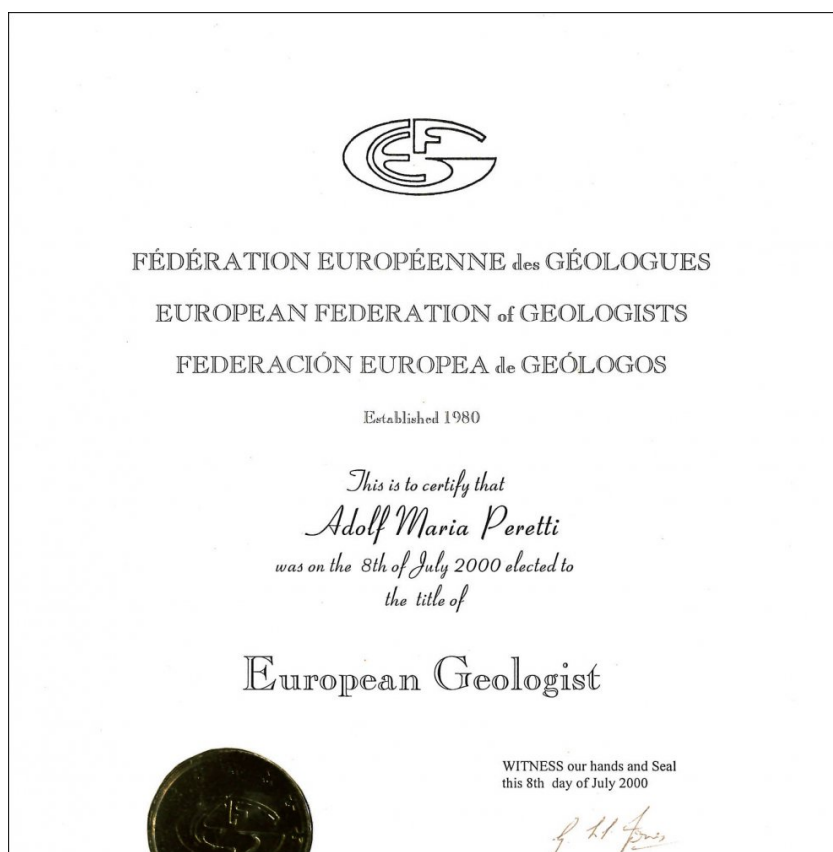 FÉDÉRATION EUROPÉENNE des GÉOLOGUES
EUROPEAN FEDERATION of GEOLOGISTS
FEDERACIÓN EUROPEA de GEÓLOGOS
Established 1980
This is to certify that
Adolf Maria Peretti
was on the 8th of July 2000 elected to
the title of
European Geologist
WITNESS our hands and Seal
this 8th day of July 2000